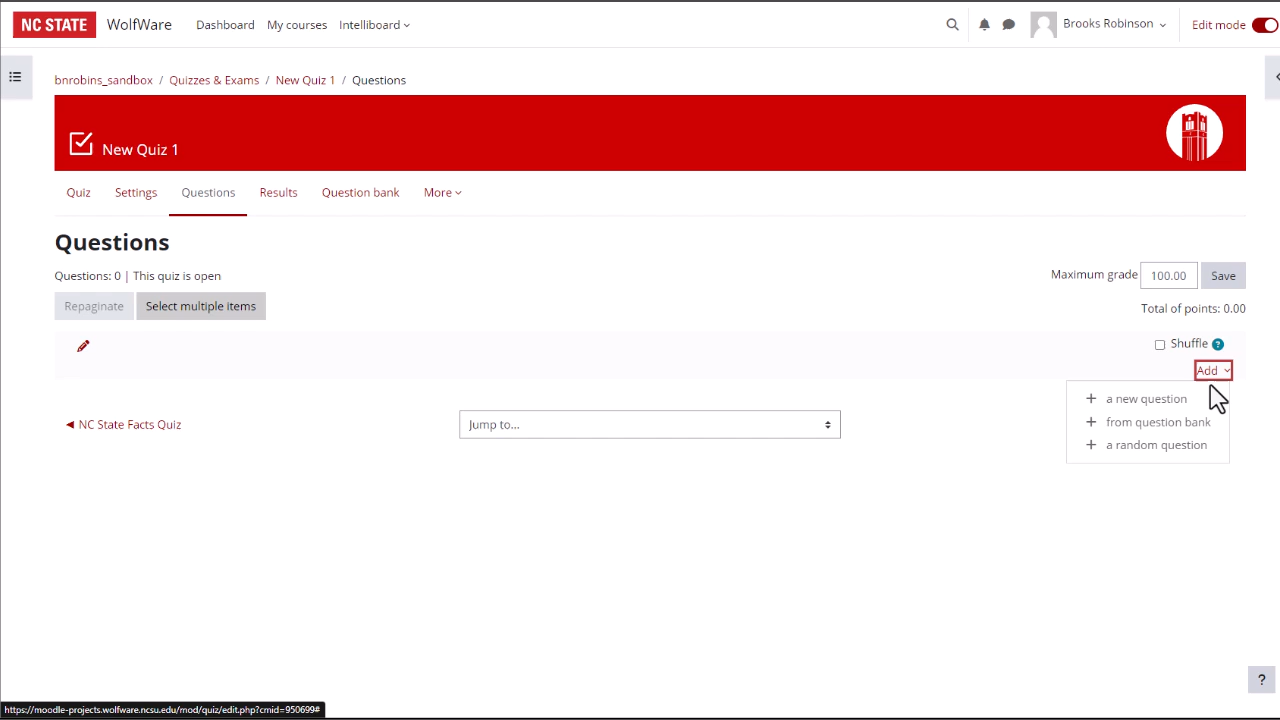 NC STATE WolfWare Dashboard My courses Intelliboard Brooks Robinson Edit mode
bnrobins_sandbox / Quizzes & Exams / New Quiz 1 / Questions
New Quiz 1
Quiz Settings Questions Results Question bank More
Questions
Questions: 0 | This quiz is open
Maximum grade 100.00 Save
Repaginate Select multiple items
Total of points: 0.00
Shuffle ?
Add
+ a new question
+ from question bank
+ a random question
◄ NC State Facts Quiz
Jump to...
?
https://moodle-projects.wolfware.ncsu.edu/mod/quiz/edit.php?cmid=950699#